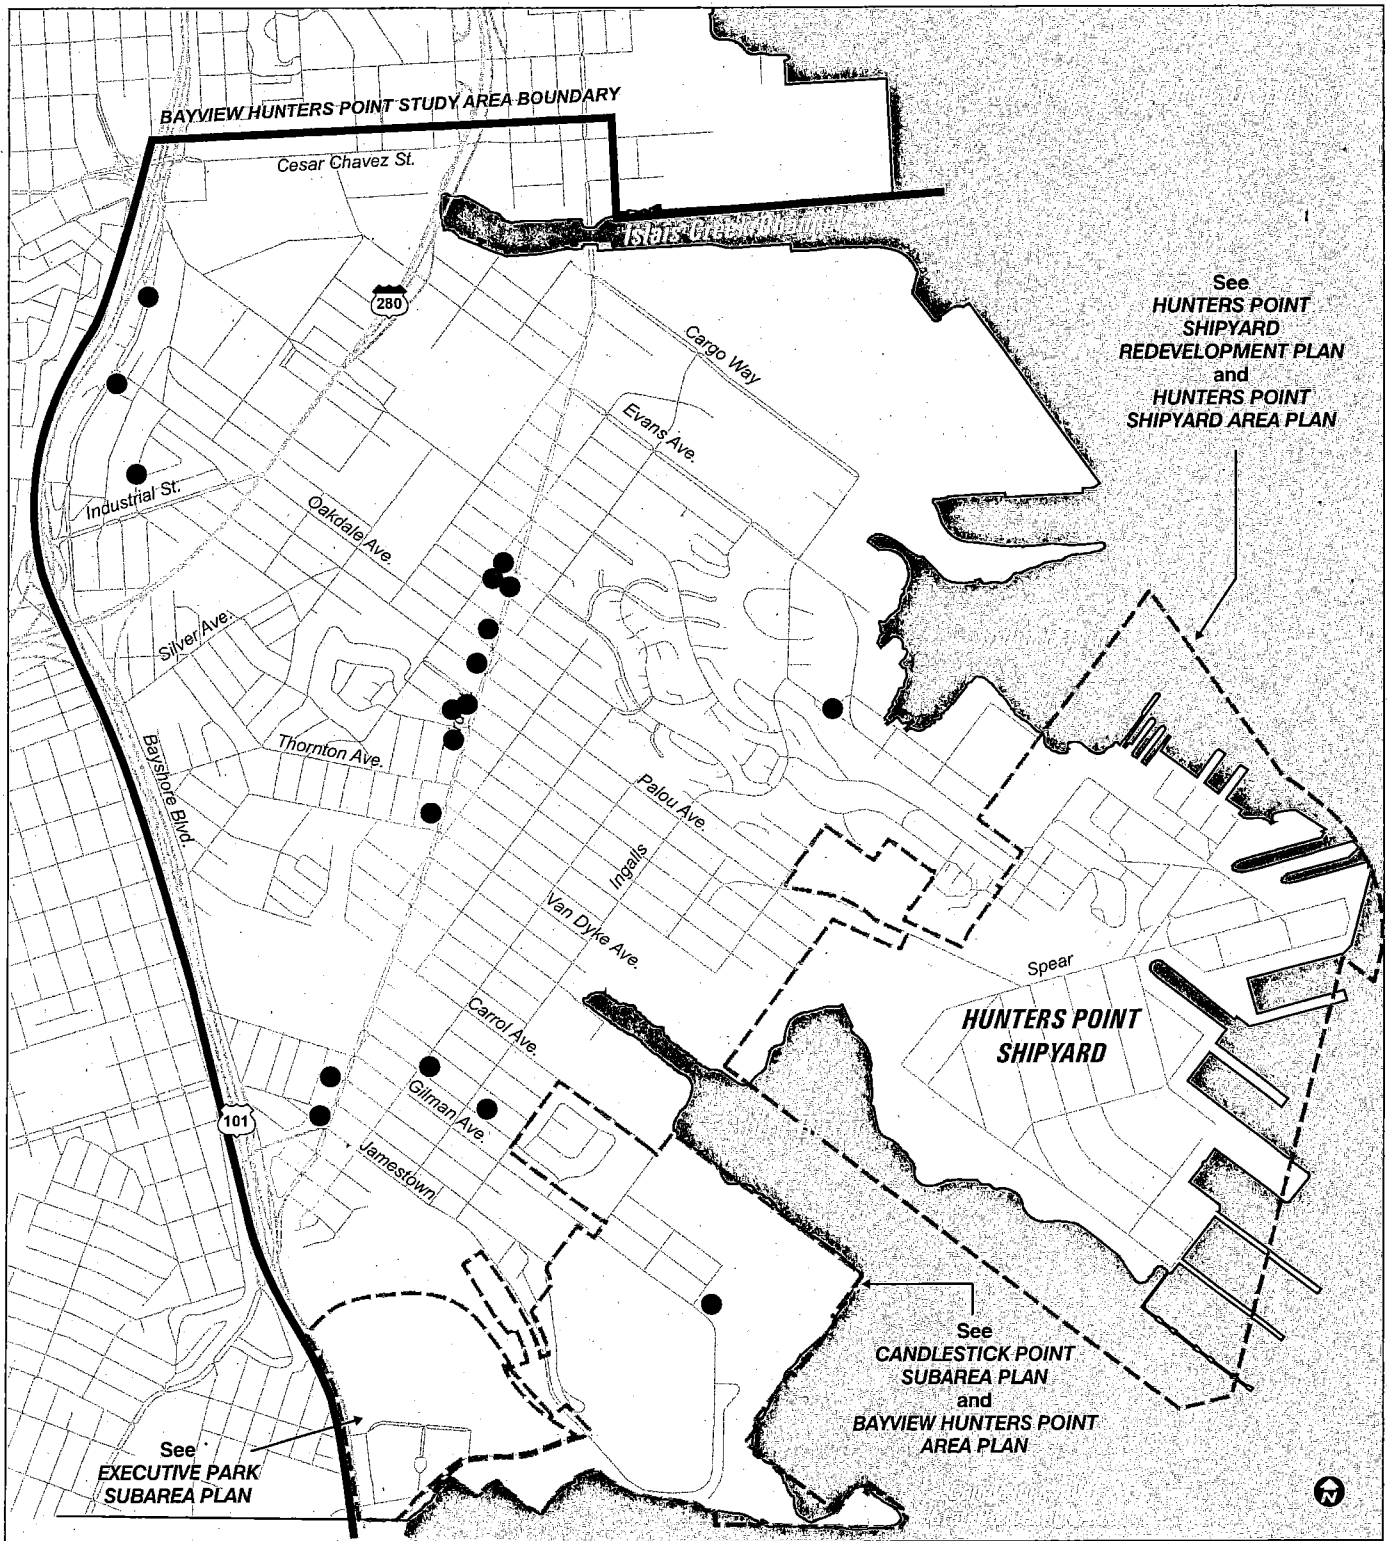 BAYVIEW HUNTERS POINT STUDY AREA BOUNDARY
Cesar Chavez St.
280
Cargo Way
Evans Ave.
See
HUNTERS POINT
SHIPYARD
REDEVELOPMENT PLAN
and
HUNTERS POINT
SHIPYARD AREA PLAN
Industrial St.
Oakdale Ave.
Silver Ave.
Thornton Ave.
Bayshore Blvd.
Palou Ave.
Ingalls
Van Dyke Ave.
Spear
HUNTERS POINT
SHIPYARD
Carrol Ave.
Gilman Ave.
101
Jamestown
See
CANDLESTICK POINT
SUBAREA PLAN
and
BAYVIEW HUNTERS POINT
AREA PLAN
See
EXECUTIVE PARK
SUBAREA PLAN
N